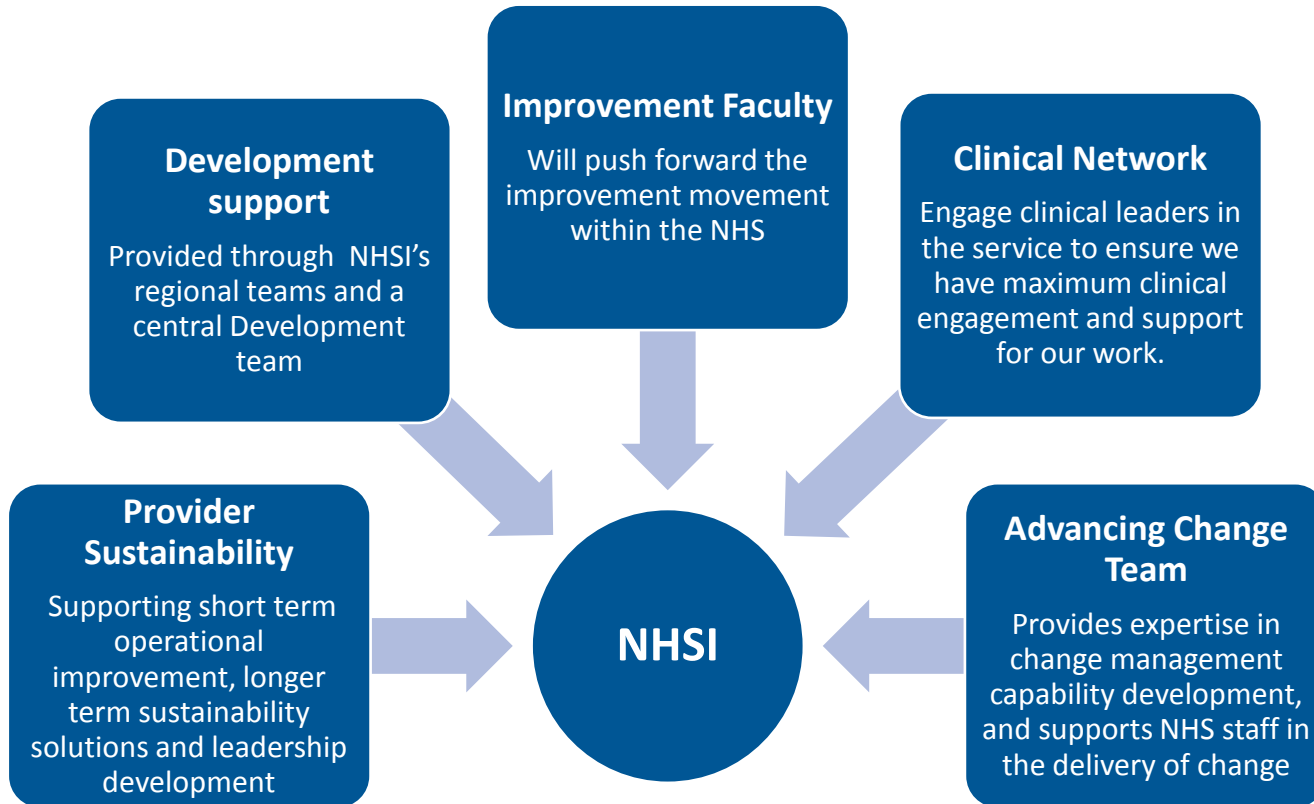 Improvement Faculty
Will push forward the
improvement movement
within the NHS
Development
support
Provided through NHSI's
regional teams and a
central Development
team
Clinical Network
Engage clinical leaders in
the service to ensure we
have maximum clinical
engagement and support
for our work.
Provider
Sustainability
Supporting short term
operational
improvement, longer
term sustainability
solutions and leadership
development
NHSI
Advancing Change
Team
Provides expertise in
change management
capability development,
and supports NHS staff in
the delivery of change